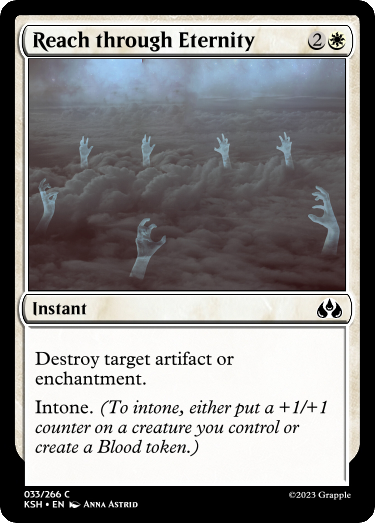 Reach through Eternity 2
Instant
Destroy target artifact or
enchantment.
Intone. (To intone, either put a +1/+1
counter on a creature you control or
create a Blood token.)
033/266 C
KSH • EN Anna Astrid
©2023 Grapple